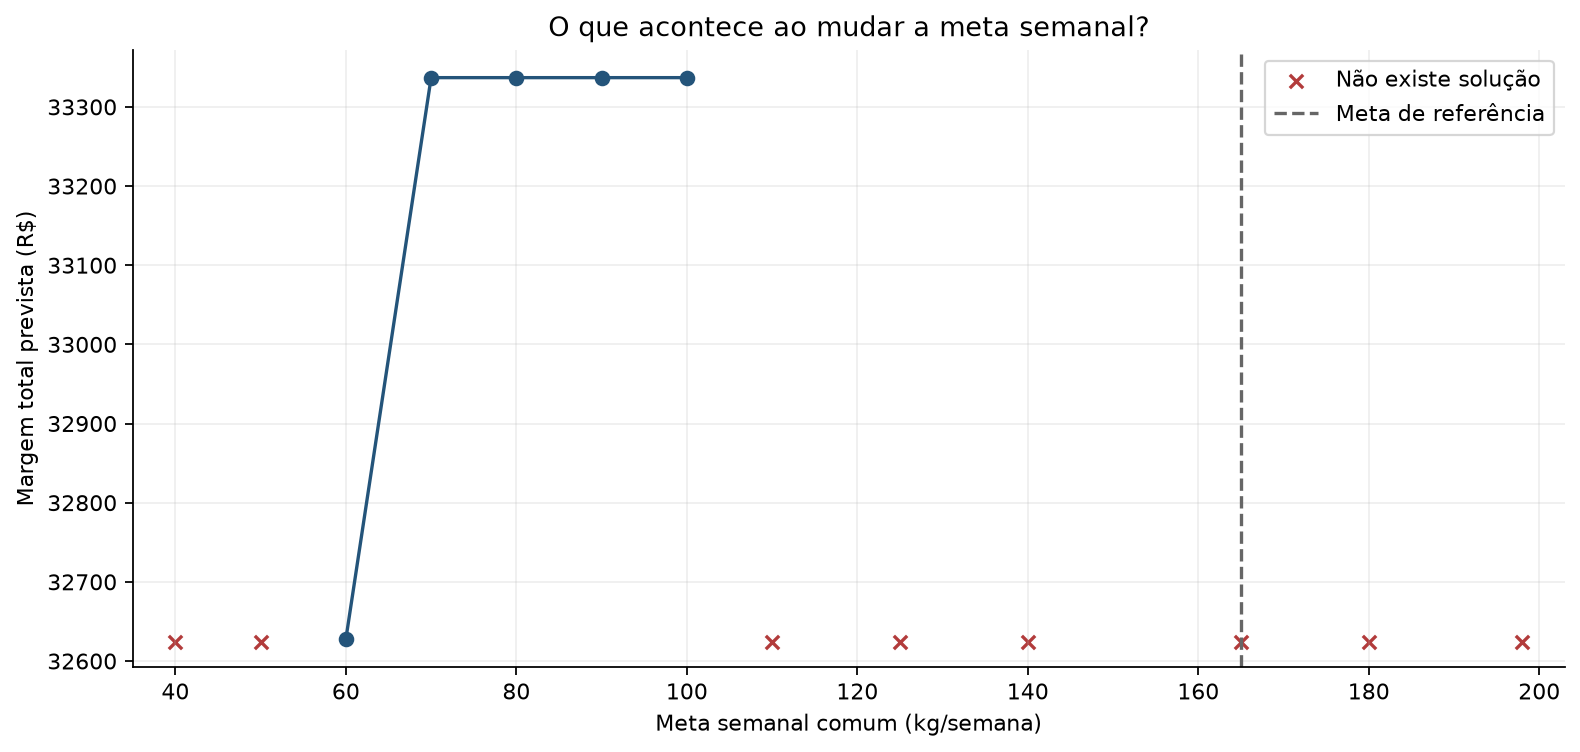 O que acontece ao mudar a meta semanal?
Não existe solução
Meta de referência
Margem total prevista (R$)
33300
33200
33100
33000
32900
32800
32700
32600
40 60 80 100 120 140 160 180 200
Meta semanal comum (kg/semana)